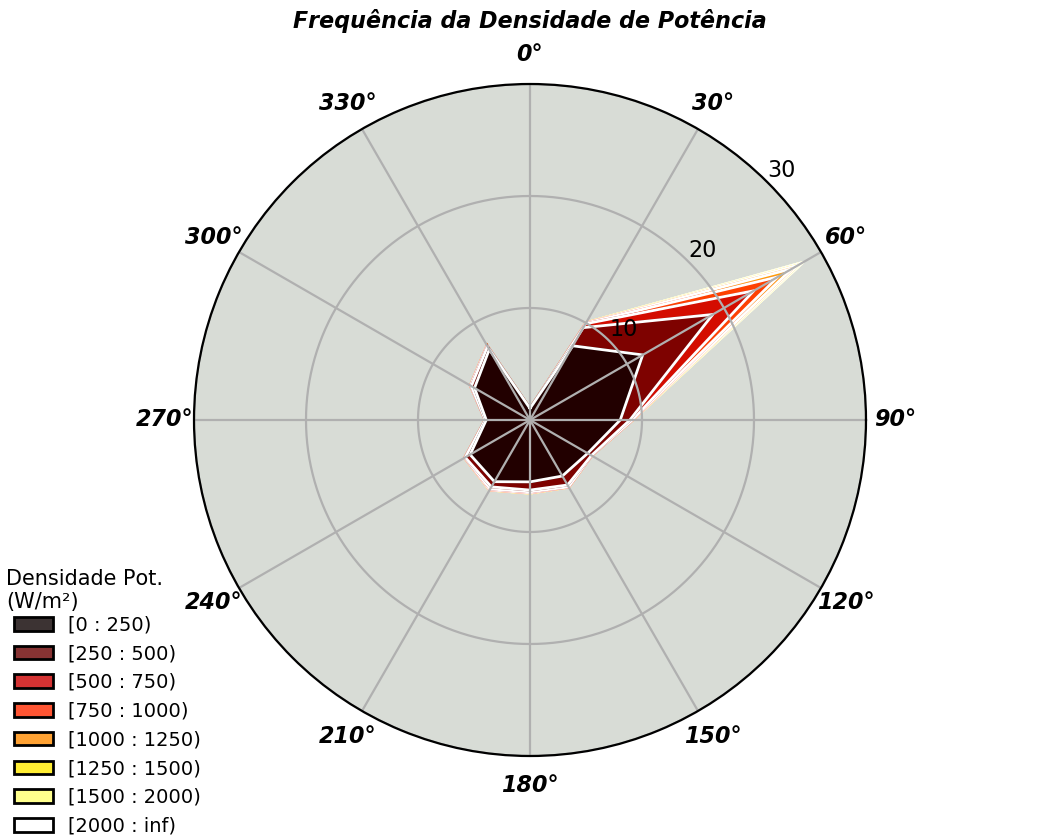 Frequência da Densidade de Potência
0°
330°
30°
30
300°
60°
20
10
270°
90°
240°
120°
210°
150°
180°
Densidade Pot.
(W/m²)
[0 : 250)
[250 : 500)
[500 : 750)
[750 : 1000)
[1000 : 1250)
[1250 : 1500)
[1500 : 2000)
[2000 : inf)